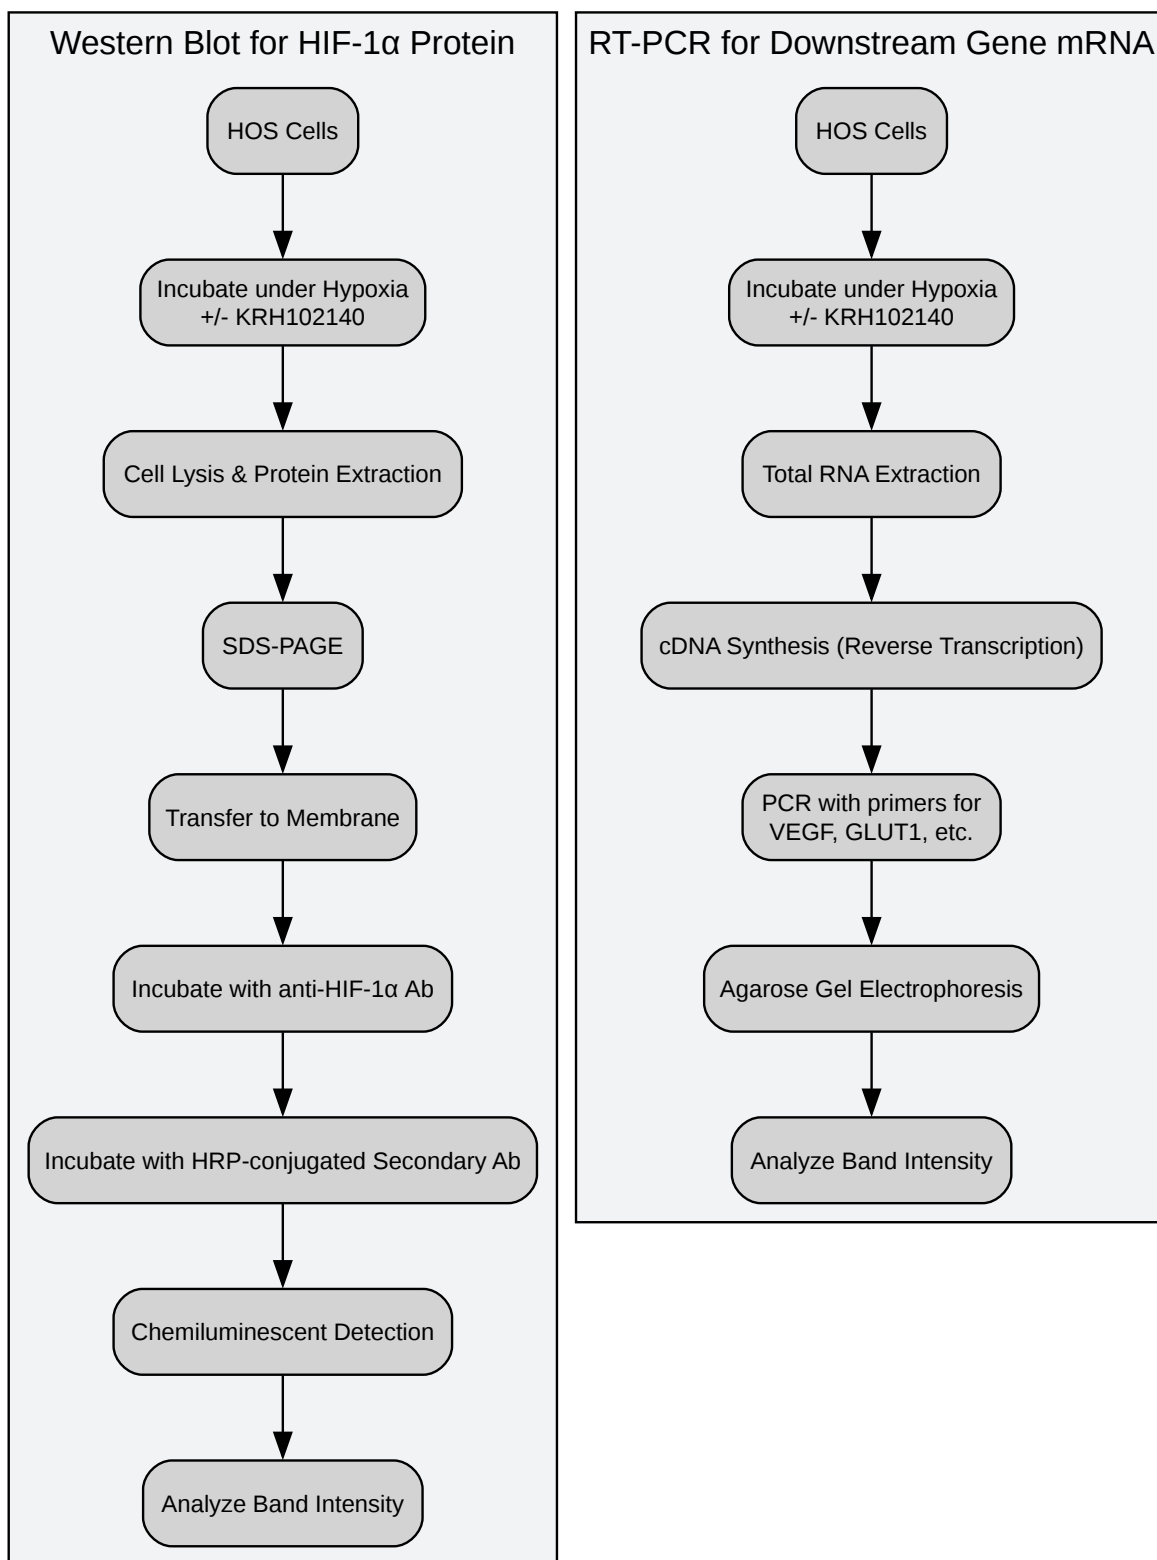 Western Blot for HIF-1α Protein
HOS Cells
Incubate under Hypoxia
+/- KRH102140
Cell Lysis & Protein Extraction
SDS-PAGE
Transfer to Membrane
Incubate with anti-HIF-1α Ab
Incubate with HRP-conjugated Secondary Ab
Chemiluminescent Detection
Analyze Band Intensity
RT-PCR for Downstream Gene mRNA
HOS Cells
Incubate under Hypoxia
+/- KRH102140
Total RNA Extraction
cDNA Synthesis (Reverse Transcription)
PCR with primers for
VEGF, GLUT1, etc.
Agarose Gel Electrophoresis
Analyze Band Intensity